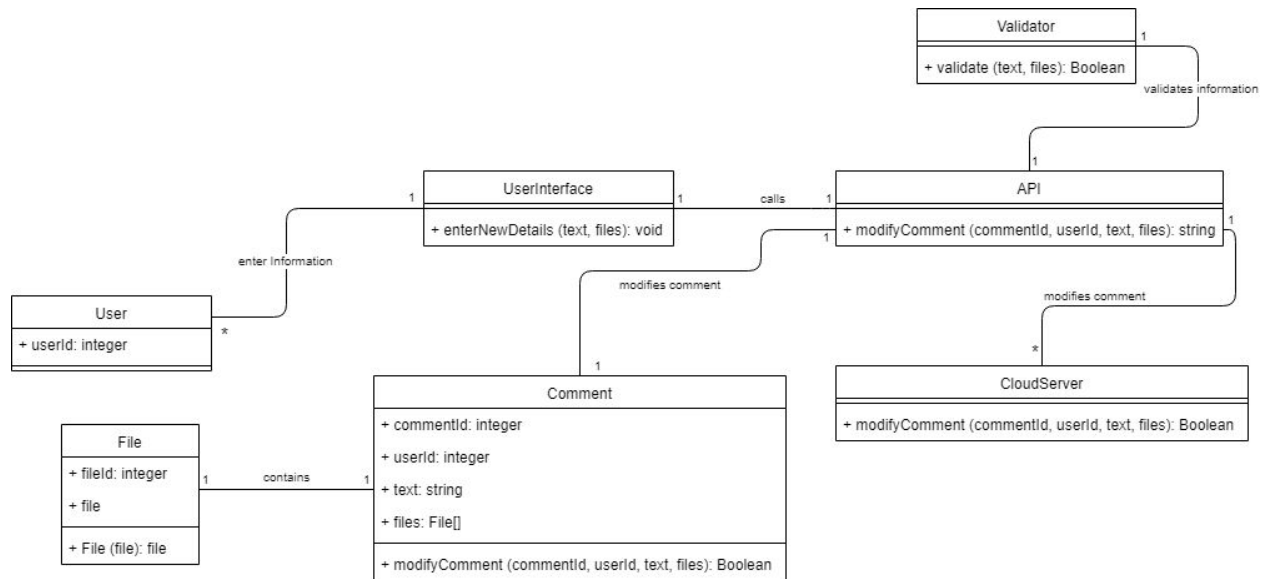 Validator
1
+ validate (text, files): Boolean
validates information
1
UserInterface
1
1
calls
1
API
+ enterNewDetails (text, files): void
+ modifyComment (commentId, userId, text, files): string
1
1
enter Information
modifies comment
modifies comment
User
*
+ userId: integer
*
1
CloudServer
+ modifyComment (commentId, userId, text, files): Boolean
Comment
+ commentId: integer
+ userId: integer
+ text: string
+ files: File[]
+ modifyComment (commentId, userId, text, files): Boolean
File
+ fileId: integer
+ file
+ File (file): file
1
contains
1